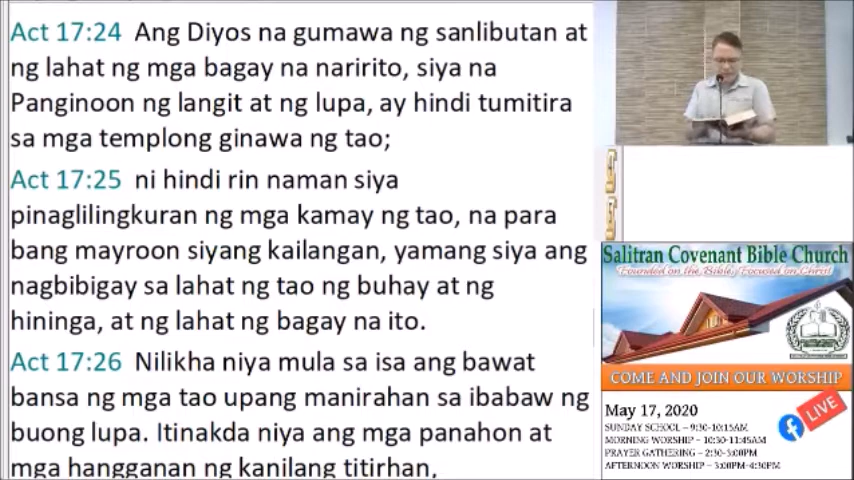 Act 17:24 Ang Diyos na gumawa ng sanlibutan at
ng lahat ng mga bagay na naririto, siya na
Panginoon ng langit at ng lupa, ay hindi tumitira
sa mga templong ginawa ng tao;
Act 17:25 ni hindi rin naman siya
pinaglilingkuran ng mga kamay ng tao, na para
bang mayroon siyang kailangan, yamang siya ang
nagbibigay sa lahat ng tao ng buhay at ng
hininga, at ng lahat ng bagay na ito.
Act 17:26 Nilikha niya mula sa isa ang bawat
bansa ng mga tao upang manirahan sa ibabaw ng
buong lupa. Itinakda niya ang mga panahon at
mga hangganan ng kanilang titirhan,
Salitran Covenant Bible Church
Founded on the Bible, Focused on Christ
COME AND JOIN OUR WORSHIP
May 17, 2020
LIVE
SUNDAY SCHOOL – 9:30-10:15AM
MORNING WORSHIP – 10:30-11:45AM
PRAYER GATHERING – 2:30-3:00PM
AFTERNOON WORSHIP – 3:00PM-4:30PM